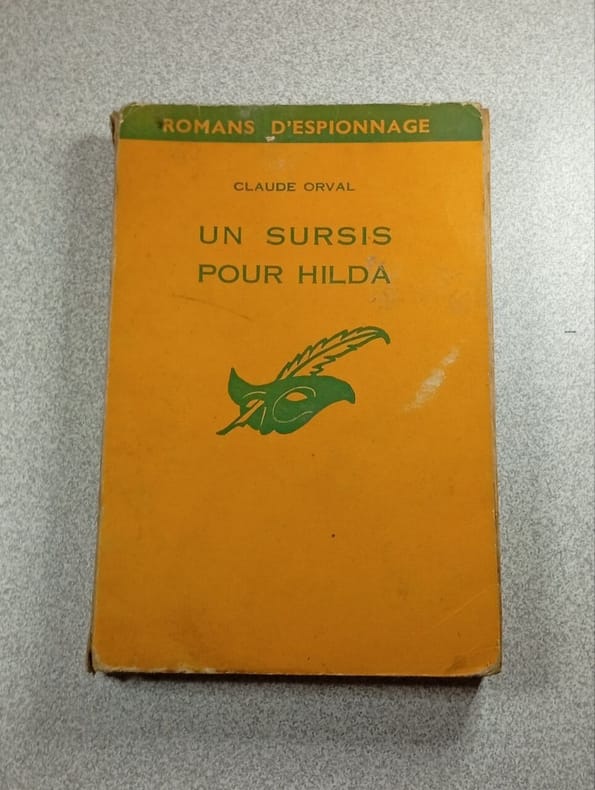 ROMANS D'ESPIONNAGE
CLAUDE ORVAL
UN SURSIS
POUR HILDA